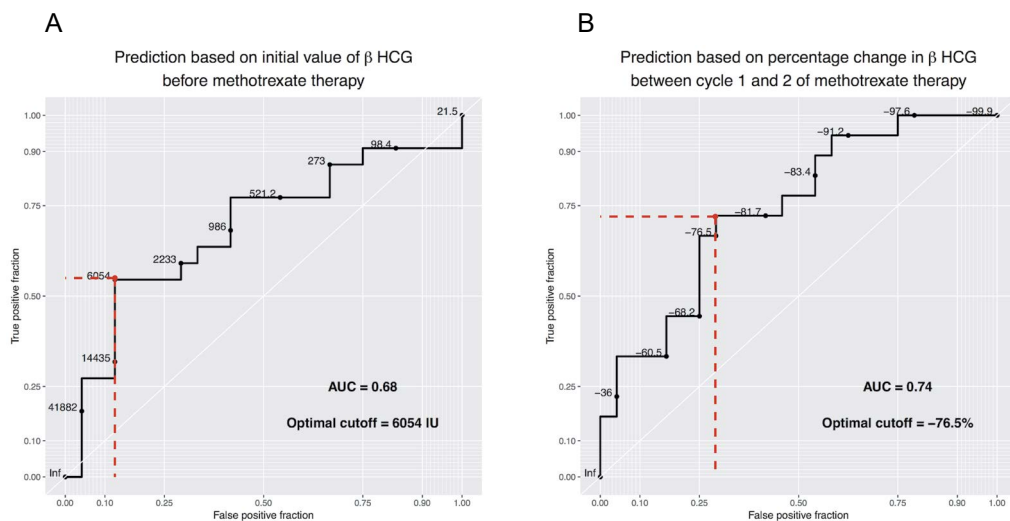 A
Prediction based on initial value of β HCG
before methotrexate therapy
True positive fraction
1.00
0.90
0.75
0.50
0.25
0.10
0.00
21.5
98.4
273
521.2
986
2233
6054
14435
41882
Inf
AUC = 0.68
Optimal cutoff = 6054 IU
0.00 0.10 0.25 0.50 0.75 0.90 1.00
False positive fraction
B
Prediction based on percentage change in β HCG
between cycle 1 and 2 of methotrexate therapy
True positive fraction
1.00
0.90
0.75
0.50
0.25
0.10
0.00
−97.6 −99.9
−91.2
−83.4
−81.7
−76.5
−68.2
−60.5
−36
Inf
AUC = 0.74
Optimal cutoff = −76.5%
0.00 0.10 0.25 0.50 0.75 0.90 1.00
False positive fraction